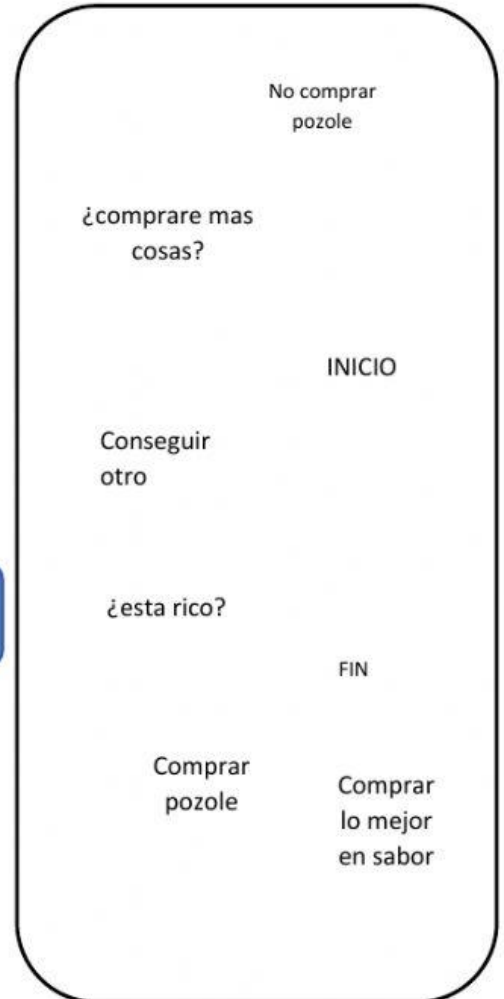 No comprar
pozole
¿comprare mas
cosas?
INICIO
Conseguir
otro
¿esta rico?
FIN
Comprar
pozole
Comprar
lo mejor
en sabor